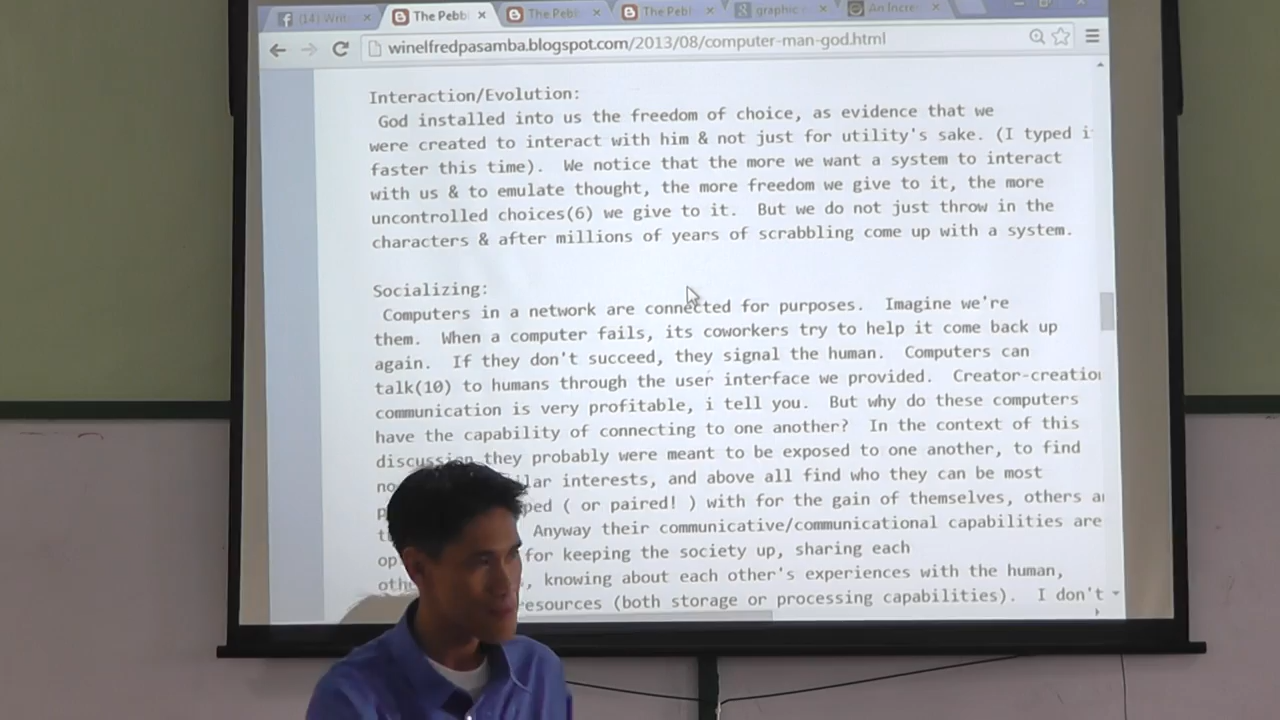 (14) Writ
The Pebb
The Peb
The Pebl
graphic
An Incre
winelfredpasamba.blogspot.com/2013/08/computer-man-god.html
Interaction/Evolution:
God installed into us the freedom of choice, as evidence that we
were created to interact with him & not just for utility's sake. (I typed i
faster this time). We notice that the more we want a system to interact
with us & to emulate thought, the more freedom we give to it, the more
uncontrolled choices(6) we give to it. But we do not just throw in the
characters & after millions of years of scrabbling come up with a system.
Socializing:
Computers in a network are connected for purposes. Imagine we're
them. When a computer fails, its coworkers try to help it come back up
again. If they don't succeed, they signal the human. Computers can
talk(10) to humans through the user interface we provided. Creator-creation
communication is very profitable, i tell you. But why do these computers
have the capability of connecting to one another? In the context of this
discussion they probably were meant to be exposed to one another, to find
interests, and above all find who they can be most
( or paired! ) with for the gain of themselves, others
Anyway their communicative/communicational capabilities are
for keeping the society up, sharing each
, knowing about each other's experiences with the human,
resources (both storage or processing capabilities). I don't